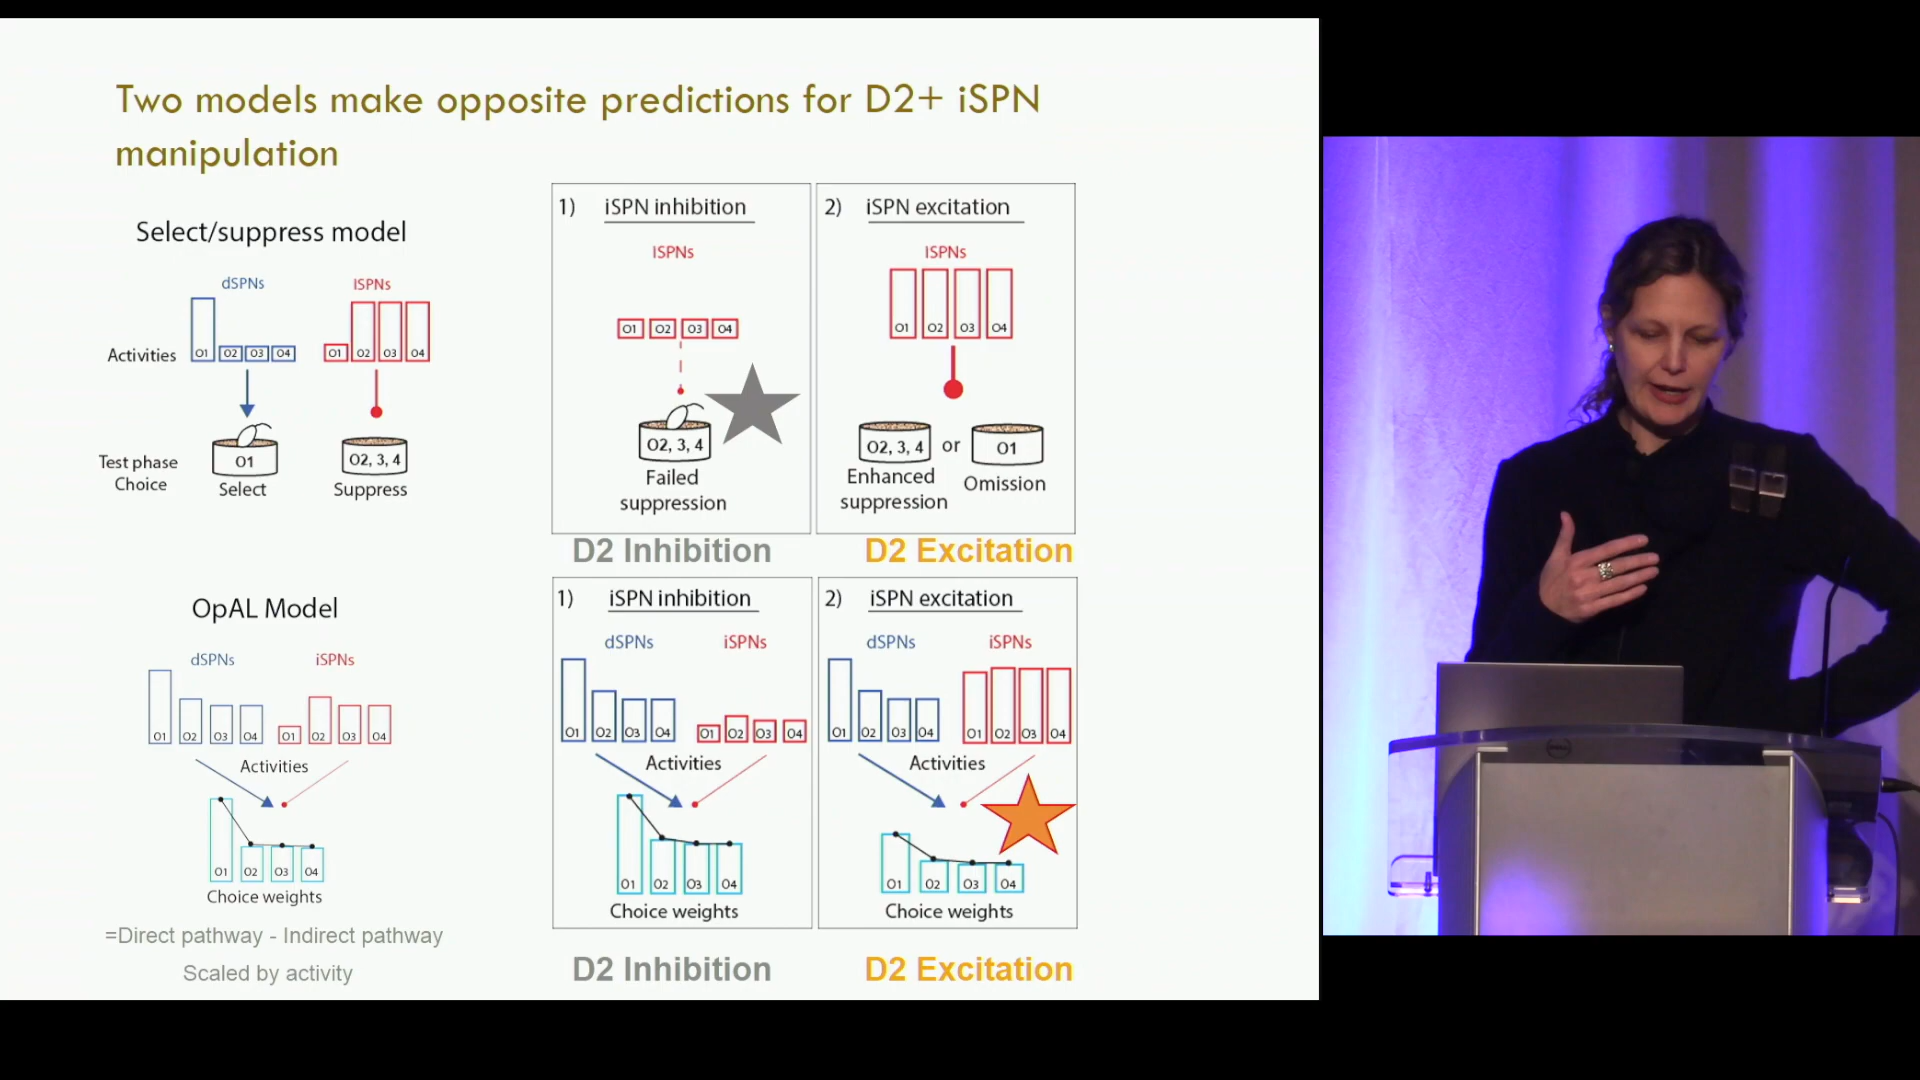 Two models make opposite predictions for D2+ iSPN
manipulation
Select/suppress model
dSPNs
ISPNs
Activities
O1 O2 O3 O4
O1 O2 O3 O4
Test phase
Choice
O1
O2, 3, 4
Select
Suppress
1) iSPN inhibition
ISPNs
O1 O2 O3 O4
O2, 3, 4
Failed
suppression
2) iSPN excitation
ISPNs
O1 O2 O3 O4
O2, 3, 4
or
O1
Enhanced
suppression
Omission
D2 Inhibition
D2 Excitation
OpAL Model
dSPNs
iSPNs
O1 O2 O3 O4
O1 O2 O3 O4
Activities
O1 O2 O3 O4
Choice weights
=Direct pathway - Indirect pathway
Scaled by activity
1) iSPN inhibition
dSPNs
iSPNs
O1 O2 O3 O4
O1 O2 O3 O4
Activities
O1 O2 O3 O4
Choice weights
2) iSPN excitation
dSPNs
iSPNs
O1 O2 O3 O4
O1 O2 O3 O4
Activities
O1 O2 O3 O4
Choice weights
D2 Inhibition
D2 Excitation
DELL